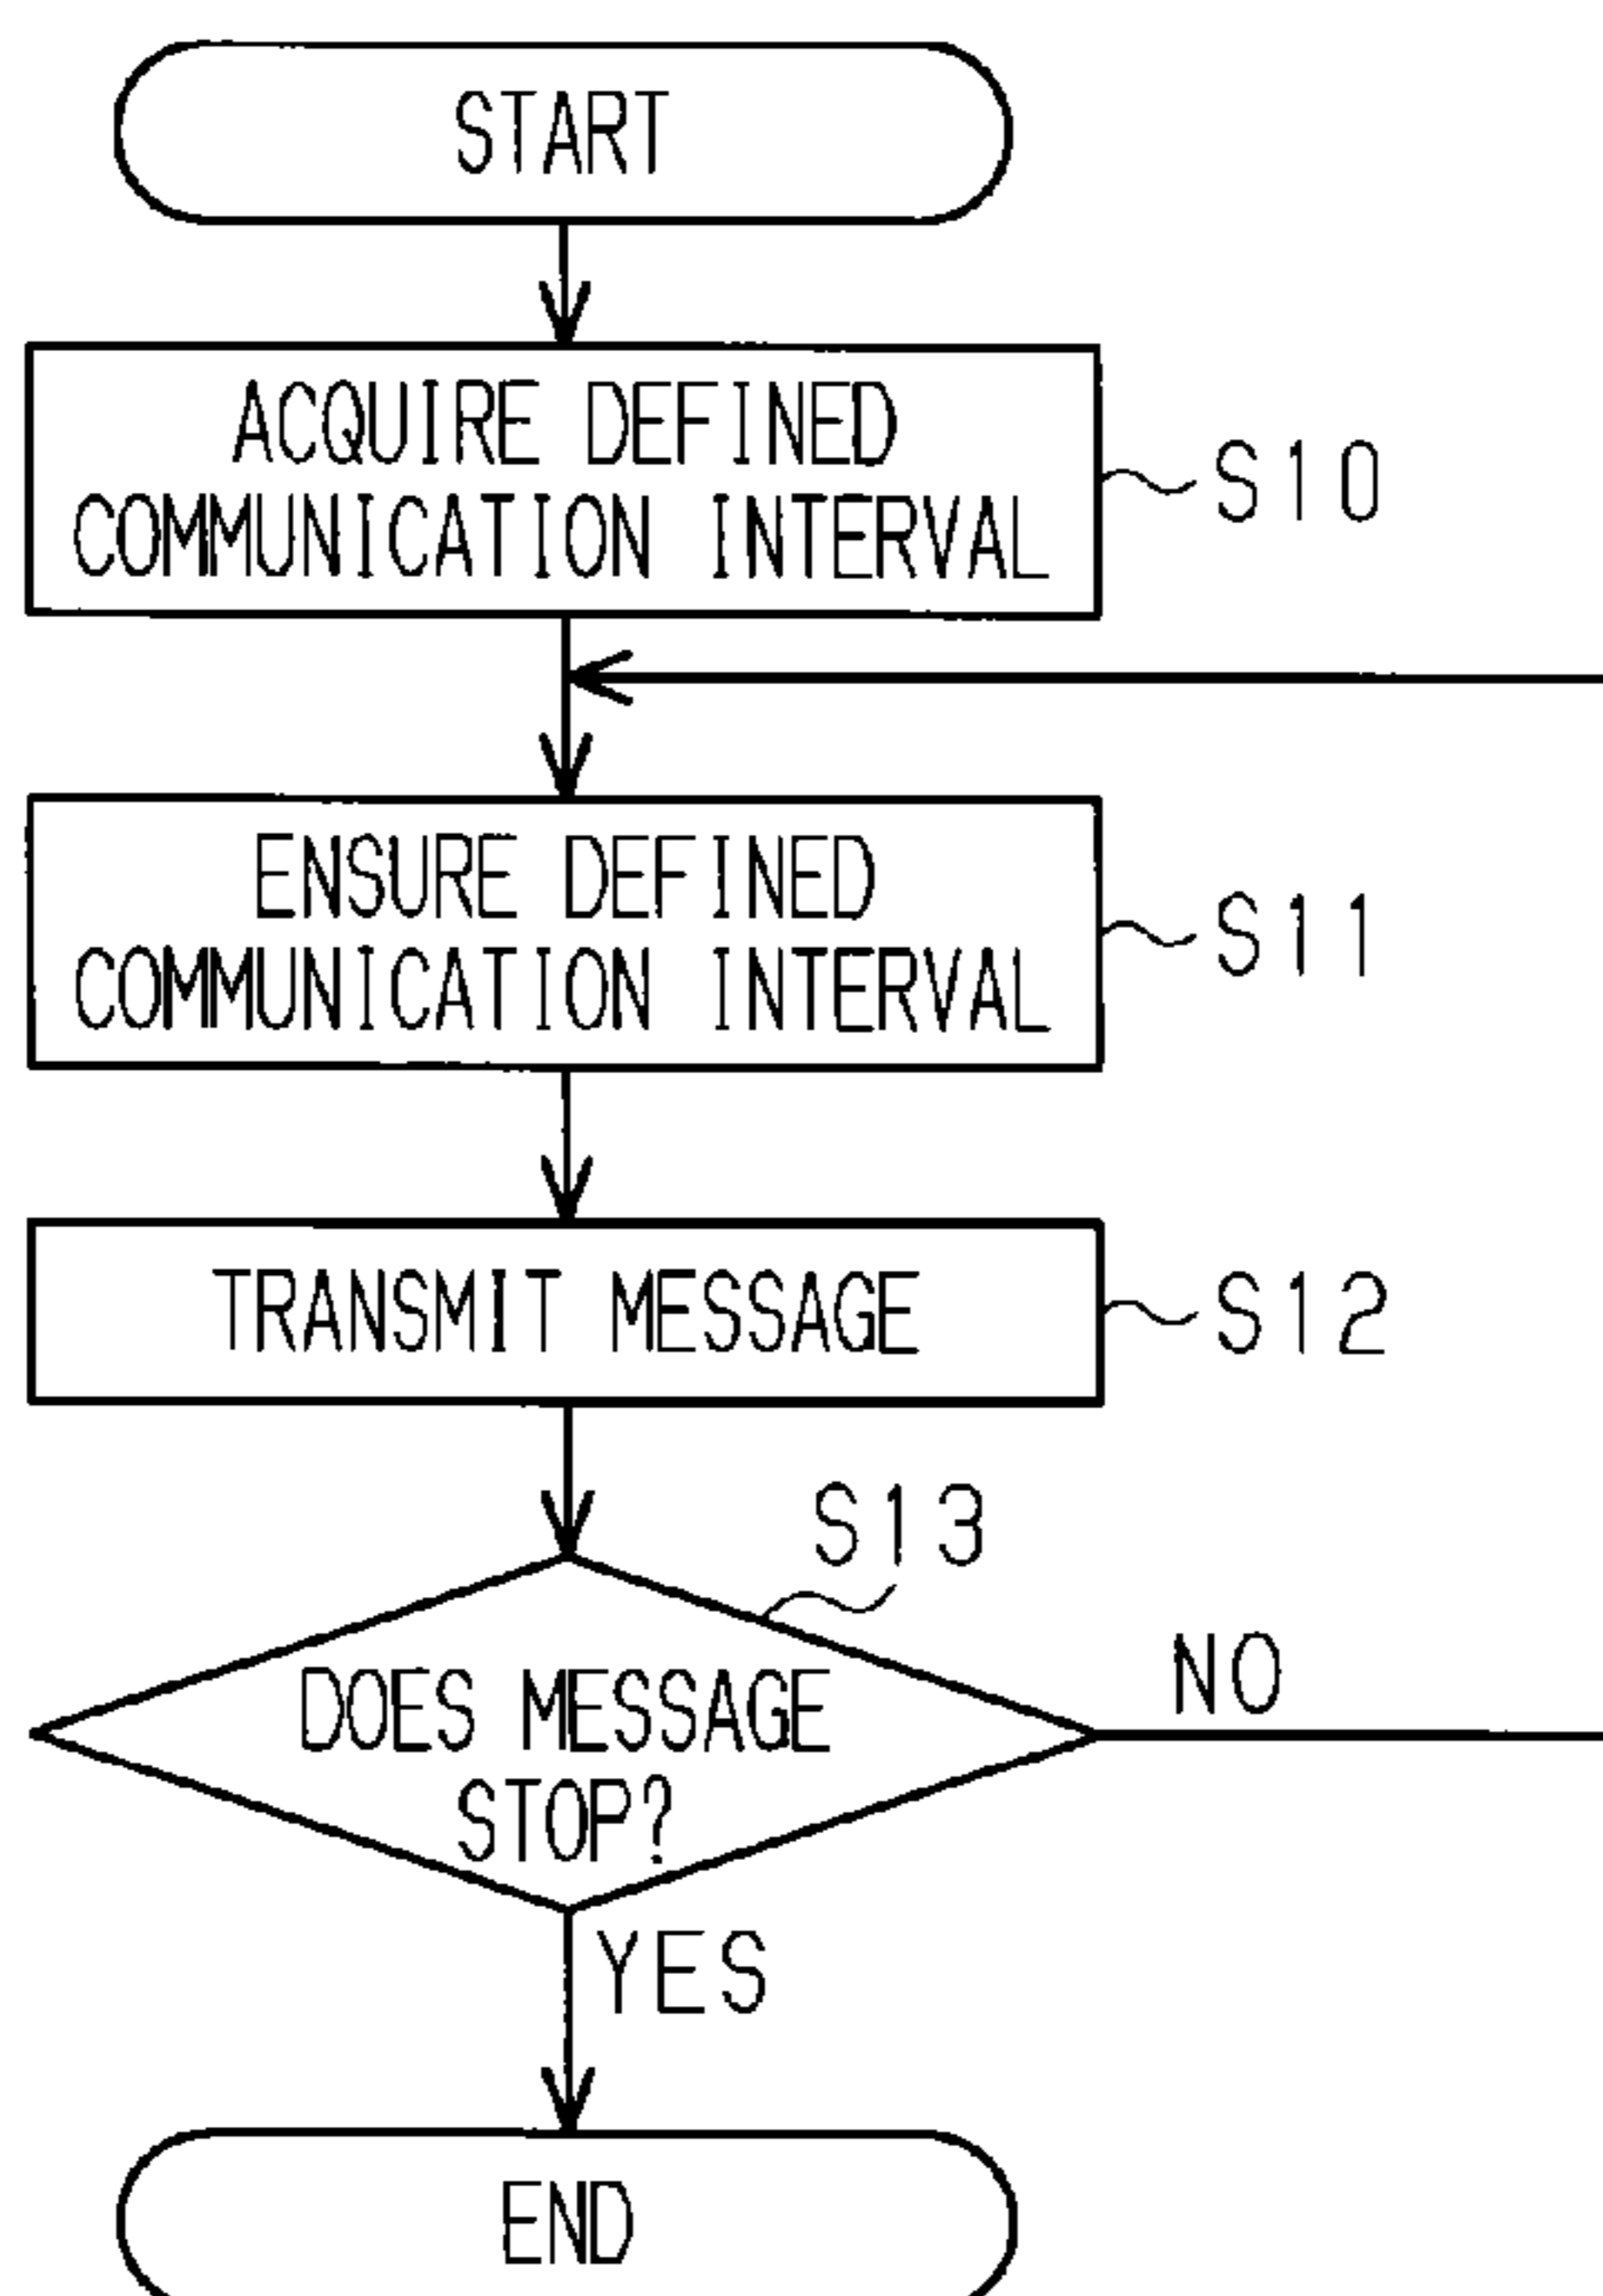 START
ACQUIRE DEFINED
COMMUNICATION INTERVAL
S10
ENSURE DEFINED
COMMUNICATION INTERVAL
S11
TRANSMIT MESSAGE
S12
S13
DOES MESSAGE
STOP?
NO
YES
END